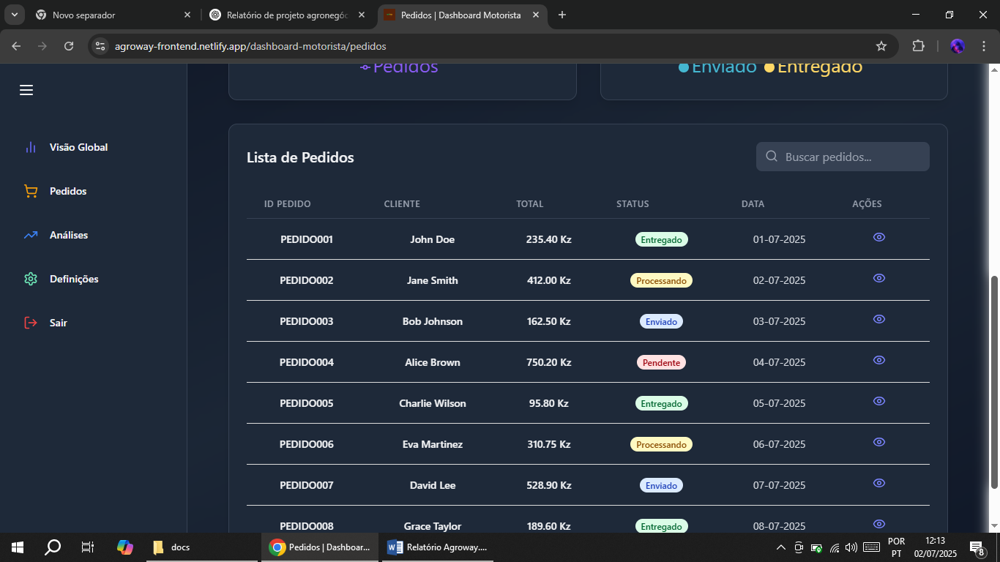 Novo separador
Relatório de projeto agronegóc
Pedidos | Dashboard Motorista
agroway-frontend.netlify.app/dashboard-motorista/pedidos
Pedidos
Enviado Entregado
Visão Global
Pedidos
Análises
Definições
Sair
Lista de Pedidos
Buscar pedidos...
ID PEDIDO CLIENTE TOTAL STATUS DATA AÇÕES
PEDIDO001 John Doe 235.40 Kz Entregado 01-07-2025
PEDIDO002 Jane Smith 412.00 Kz Processando 02-07-2025
PEDIDO003 Bob Johnson 162.50 Kz Enviado 03-07-2025
PEDIDO004 Alice Brown 750.20 Kz Pendente 04-07-2025
PEDIDO005 Charlie Wilson 95.80 Kz Entregado 05-07-2025
PEDIDO006 Eva Martinez 310.75 Kz Processando 06-07-2025
PEDIDO007 David Lee 528.90 Kz Enviado 07-07-2025
PEDIDO008 Grace Taylor 189.60 Kz Entregado 08-07-2025
docs
Pedidos | Dashboar...
Relatório Agroway....
POR
PT
12:13
02/07/2025
8